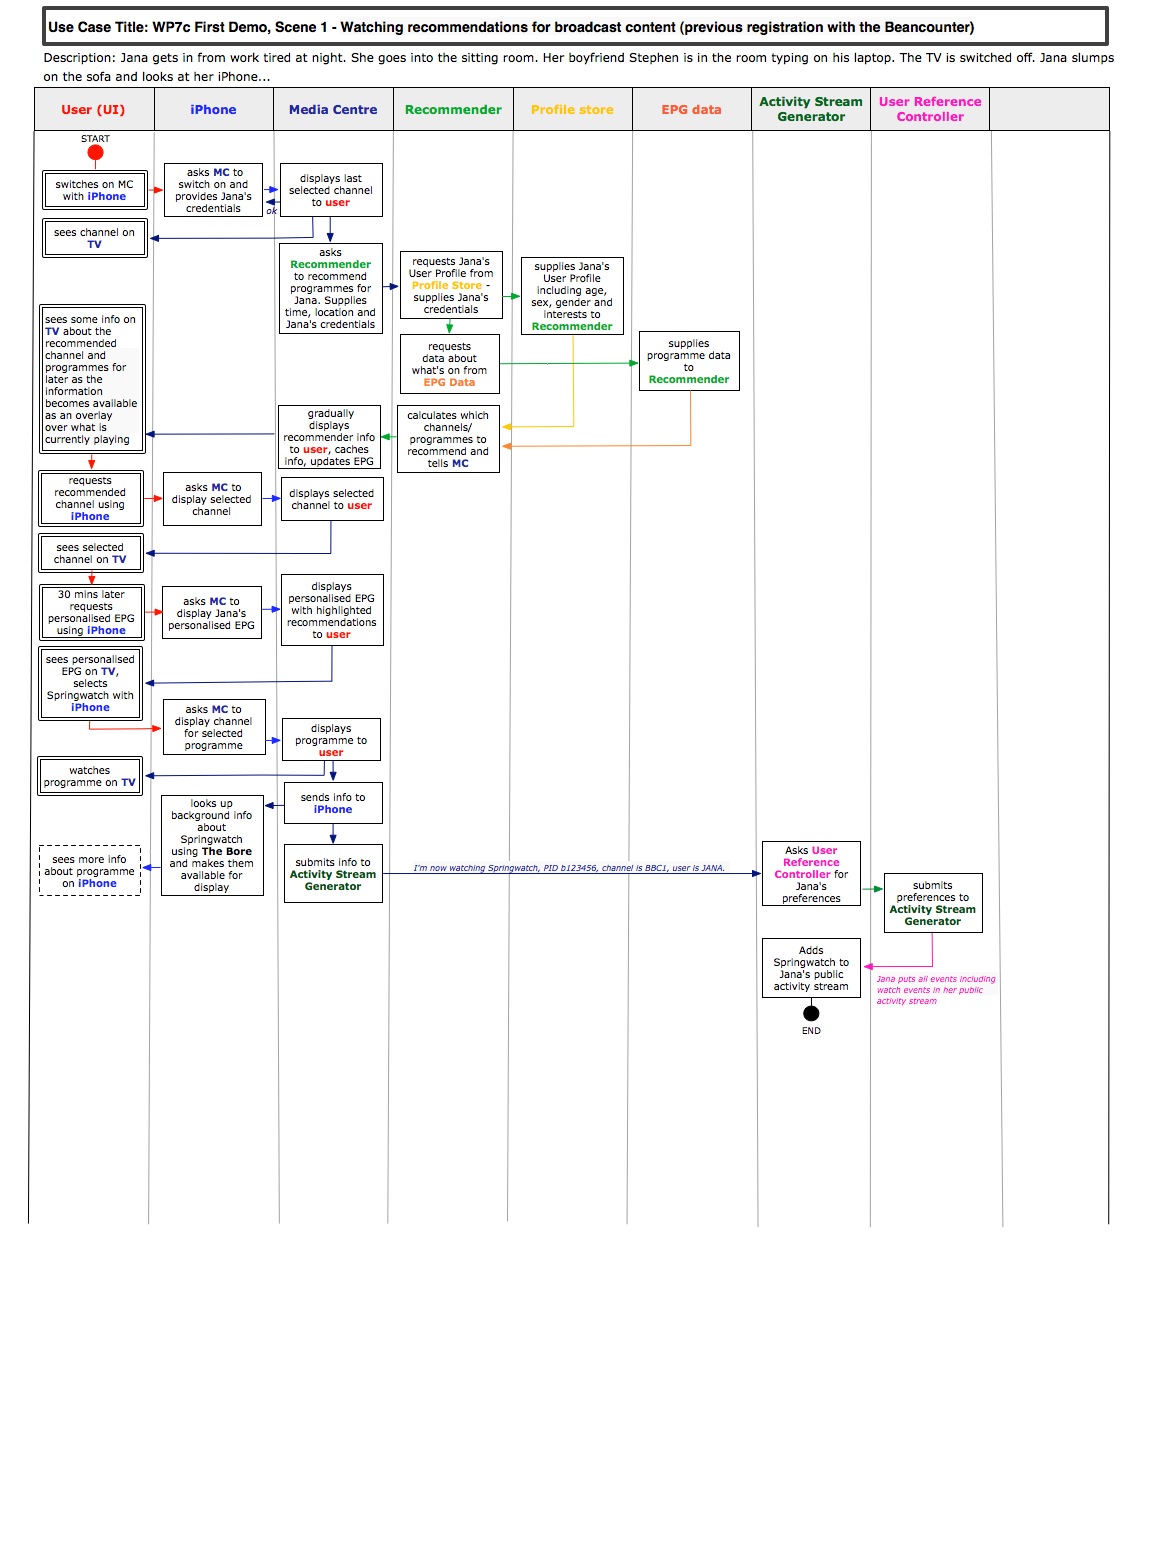 Use Case Title: WP7c First Demo, Scene 1 - Watching recommendations for broadcast content (previous registration with the Beancounter)
Description: Jana gets in from work tired at night. She goes into the sitting room. Her boyfriend Stephen is in the room typing on his laptop. The TV is switched off. Jana slumps
on the sofa and looks at her iPhone...
User (UI)
iPhone
Media Centre
Recommender
Profile store
EPG data
Activity Stream
Generator
User Reference
Controller
START
switches on MC
with iPhone
asks MC to
switch on and
provides Jana's
credentials
displays last
selected channel
to user
ok
sees channel on
TV
asks
Recommender
to recommend
programmes for
Jana. Supplies
time, location and
Jana's credentials
requests Jana's
User Profile from
Profile Store -
supplies Jana's
credentials
supplies Jana's
User Profile
including age,
sex, gender and
interests to
Recommender
requests
data about
what's on from
EPG Data
supplies
programme data
to
Recommender
sees some info on
TV about the
recommended
channel and
programmes for
later as the
information
becomes available
as an overlay
over what is
currently playing
gradually
displays
recommender info
to user, caches
info, updates EPG
calculates which
channels/
programmes to
recommend and
tells MC
requests
recommended
channel using
iPhone
asks MC to
display selected
channel
displays selected
channel to user
sees selected
channel on TV
30 mins later
requests
personalised EPG
using iPhone
asks MC to
display Jana's
personalised EPG
displays
personalised EPG
with highlighted
recommendations
to user
sees personalised
EPG on TV,
selects
Springwatch with
iPhone
asks MC to
display channel
for selected
programme
displays
programme to
user
watches
programme on TV
sends info to
iPhone
looks up
background info
about
Springwatch
using The Bore
and makes them
available for
display
sees more info
about programme
on iPhone
submits info to
Activity Stream
Generator
I'm now watching Springwatch, PID b123456, channel is BBC1, user is JANA.
Asks User
Reference
Controller for
Jana's
preferences
submits
preferences to
Activity Stream
Generator
Adds
Springwatch to
Jana's public
activity stream
Jana puts all events including
watch events in her public
activity stream
END